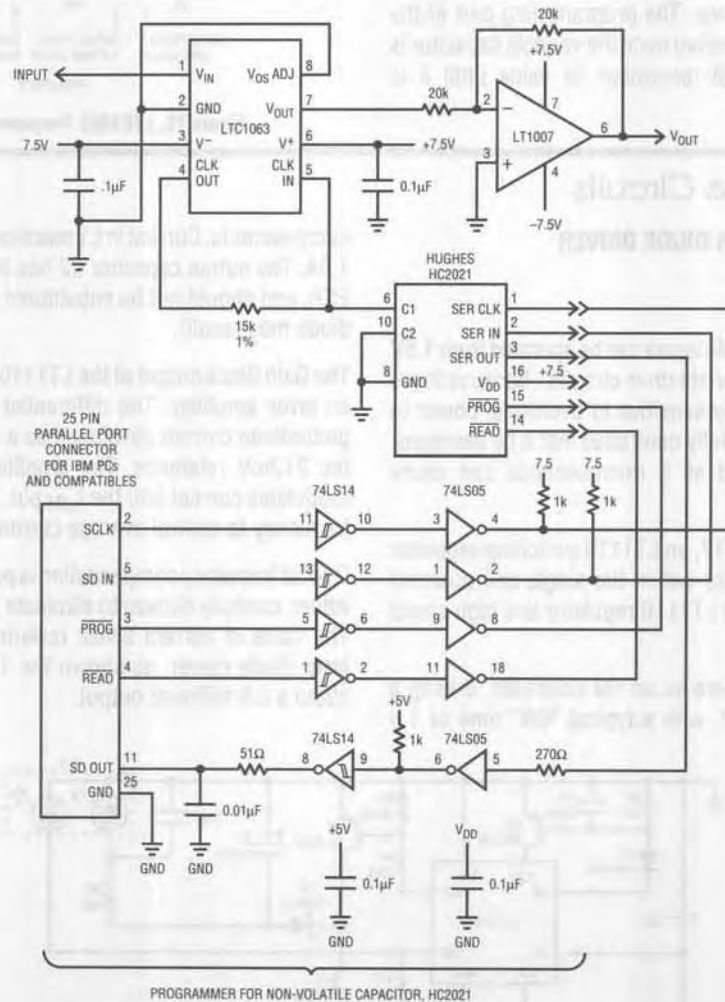 20k
+7.5V
INPUT
1
VIN
VOS ADJ
8
2
GND
VOUT
7
20k
2
−
7
LTC1063
LT1007
6
VOUT
7.5V
3
V−
V+
6
+7.5V
3
+
4
4
CLK
OUT
CLK
IN
5
.1µF
0.1µF
−7.5V
HUGHES
HC2021
15k
1%
6
C1
SER CLK
1
10
C2
SER IN
2
SER OUT
3
8
GND
VDD
16
+7.5
PROG
15
READ
14
25 PIN
PARALLEL PORT
CONNECTOR
FOR IBM PCs
AND COMPATIBLES
74LS14
74LS05
7.5
7.5
1k
1k
SCLK
11
10
3
4
SD IN
5
13
12
1
2
PROG
3
5
6
9
8
READ
4
1
2
11
18
+5V
1k
74LS14
74LS05
SD OUT
11
51Ω
8
9
6
5
270Ω
GND
25
0.01µF
GND
GND
+5V
0.1µF
GND
VDD
0.1µF
GND
PROGRAMMER FOR NON-VOLATILE CAPACITOR, HC2021